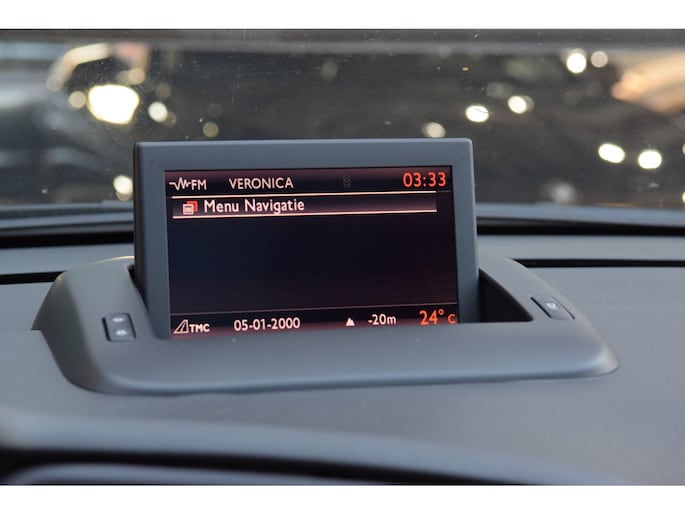 FM VERONICA 03:33
Menu Navigatie
TMC 05-01-2000 -20m 24°C